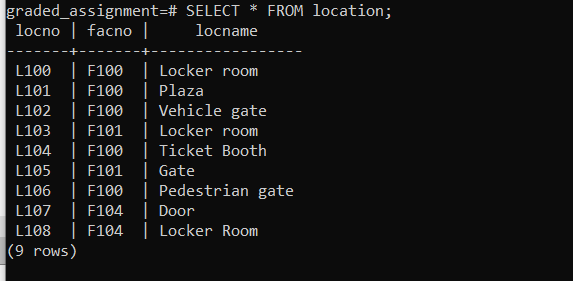 graded_assignment=# SELECT * FROM location;
 locno | facno |     locname
-------+-------+-----------------
 L100  | F100  | Locker room
 L101  | F100  | Plaza
 L102  | F100  | Vehicle gate
 L103  | F101  | Locker room
 L104  | F100  | Ticket Booth
 L105  | F101  | Gate
 L106  | F100  | Pedestrian gate
 L107  | F104  | Door
 L108  | F104  | Locker Room
(9 rows)